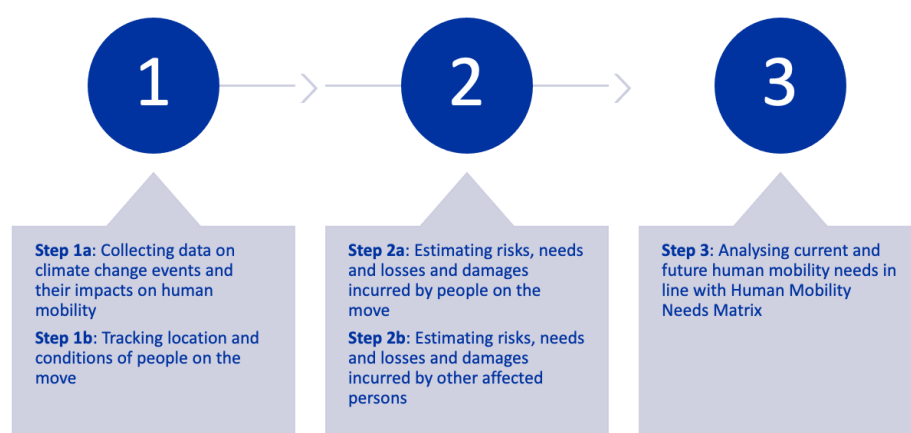 1
2
3
Step 1a: Collecting data on
climate change events and
their impacts on human
mobility
Step 1b: Tracking location and
conditions of people on the
move
Step 2a: Estimating risks, needs
and losses and damages
incurred by people on the
move
Step 2b: Estimating risks, needs
and losses and damages
incurred by other affected
persons
Step 3: Analysing current and
future human mobility needs in
line with Human Mobility
Needs Matrix